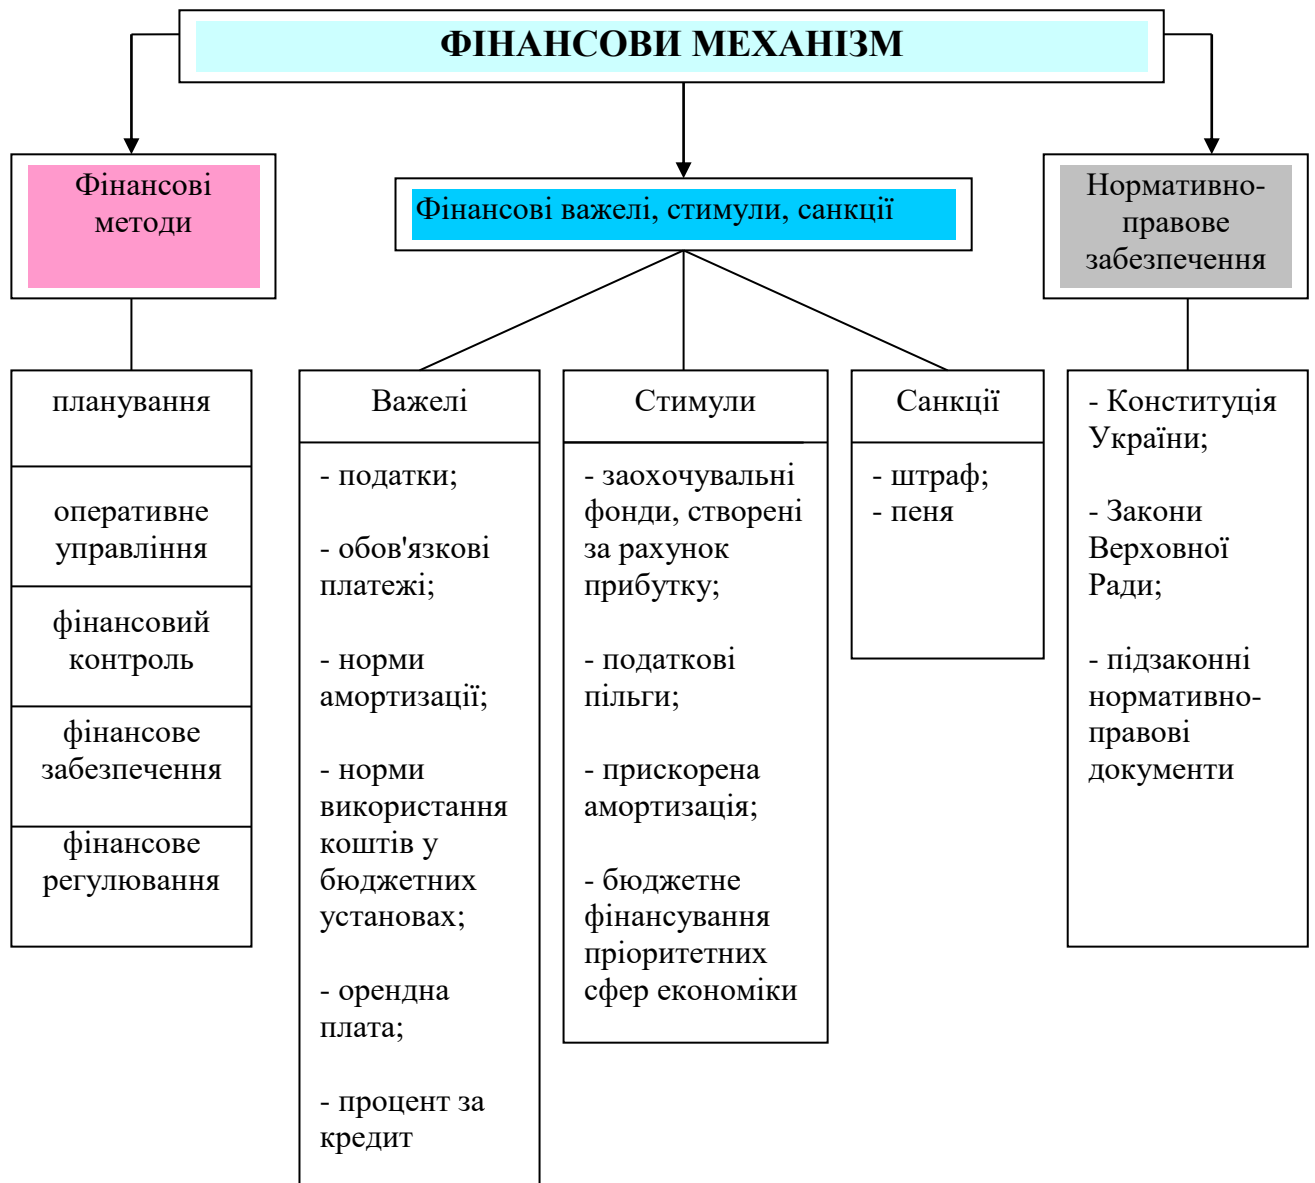 ФІНАНСОВИ МЕХАНІЗМ
Фінансові
методи
Фінансові важелі, стимули, санкції
Нормативно-
правове
забезпечення
планування
оперативне
управління
фінансовий
контроль
фінансове
забезпечення
фінансове
регулювання
Важелі
- податки;
- обов'язкові
платежі;
- норми
амортизації;
- норми
використання
коштів у
бюджетних
установах;
- орендна
плата;
- процент за
кредит
Стимули
- заохочувальні
фонди, створені
за рахунок
прибутку;
- податкові
пільги;
- прискорена
амортизація;
- бюджетне
фінансування
пріоритетних
сфер економіки
Санкції
- штраф;
- пеня
- Конституція
України;
- Закони
Верховної
Ради;
- підзаконні
нормативно-
правові
документи